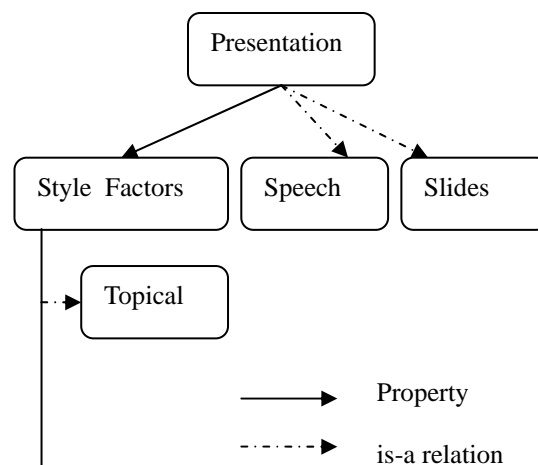 Presentation
Style Factors
Speech
Slides
Topical
Property
is-a relation